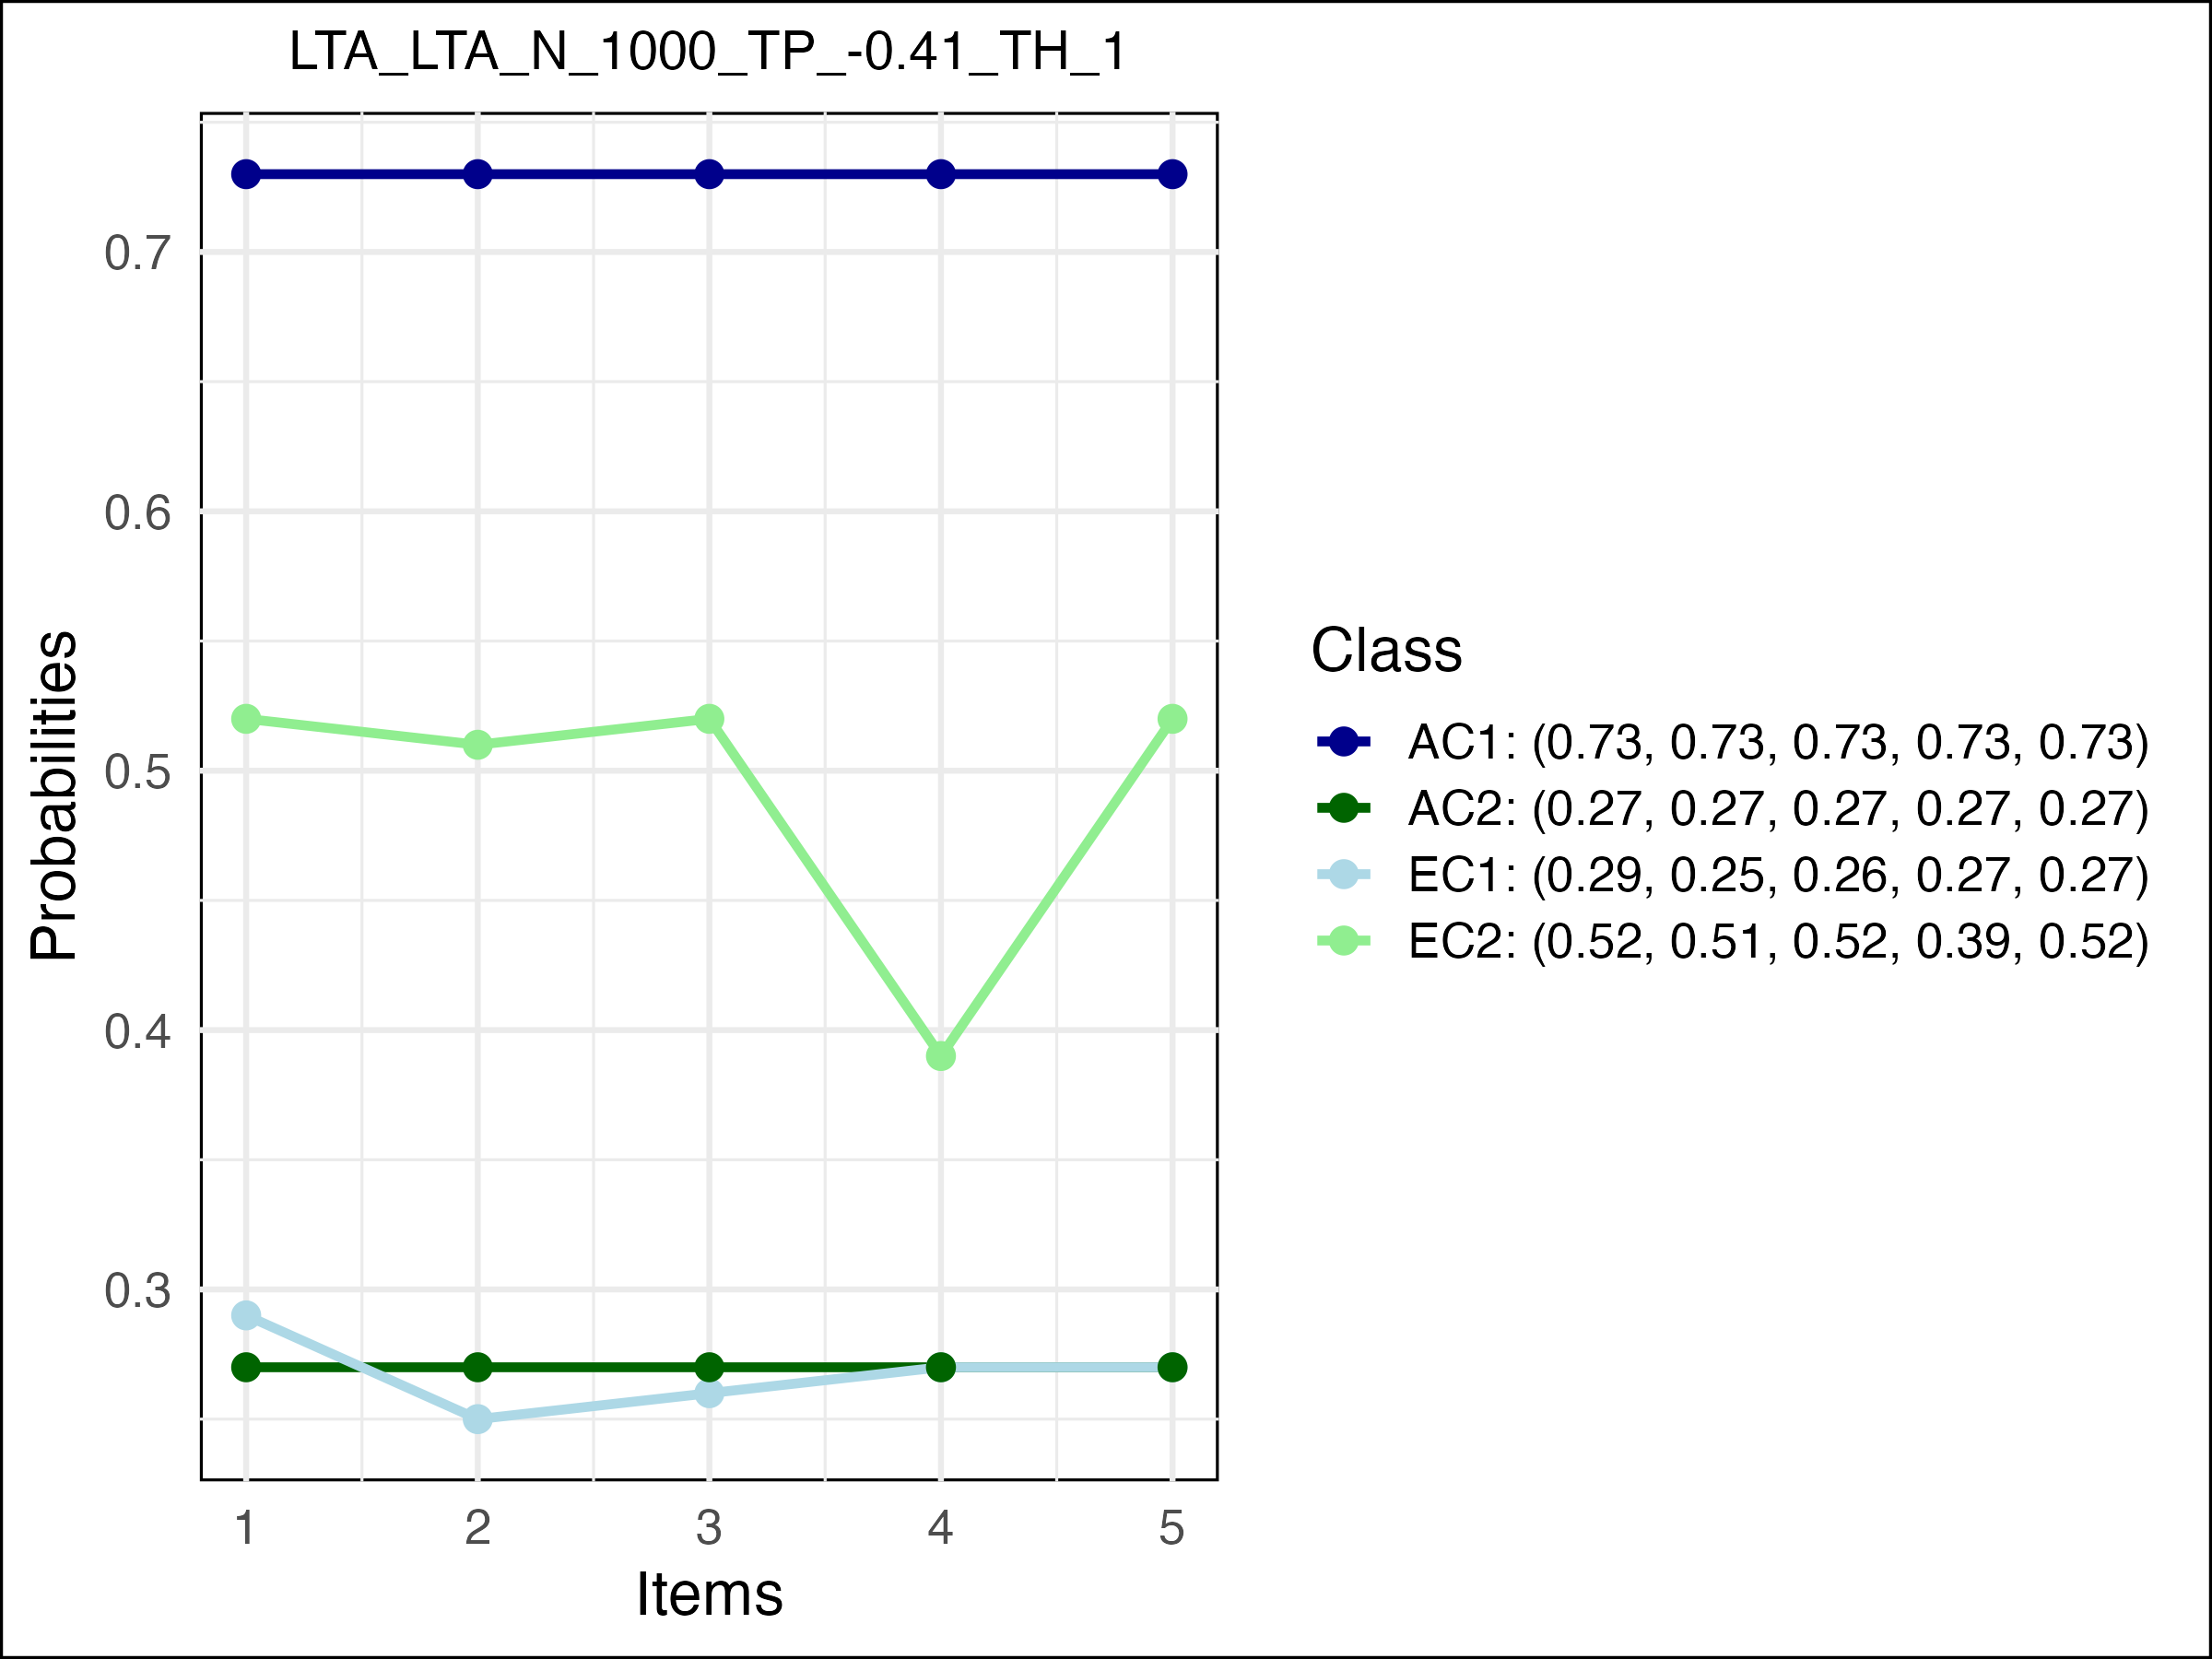 LTA_LTA_N_1000_TP_-0.41_TH_1
0.7
0.6
0.5
0.4
0.3
Probabilities
1 2 3 4 5
Items
Class
AC1: (0.73, 0.73, 0.73, 0.73, 0.73)
AC2: (0.27, 0.27, 0.27, 0.27, 0.27)
EC1: (0.29, 0.25, 0.26, 0.27, 0.27)
EC2: (0.52, 0.51, 0.52, 0.39, 0.52)